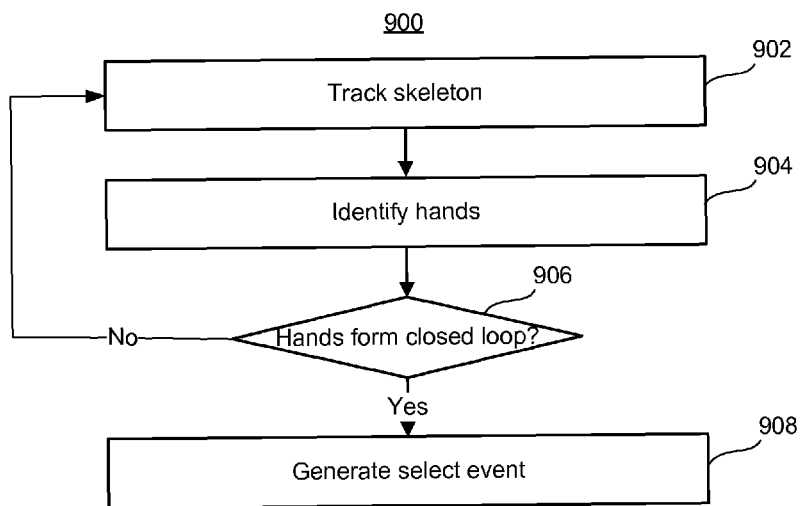 900
902
Track skeleton
904
Identify hands
906
Hands form closed loop?
No
Yes
908
Generate select event